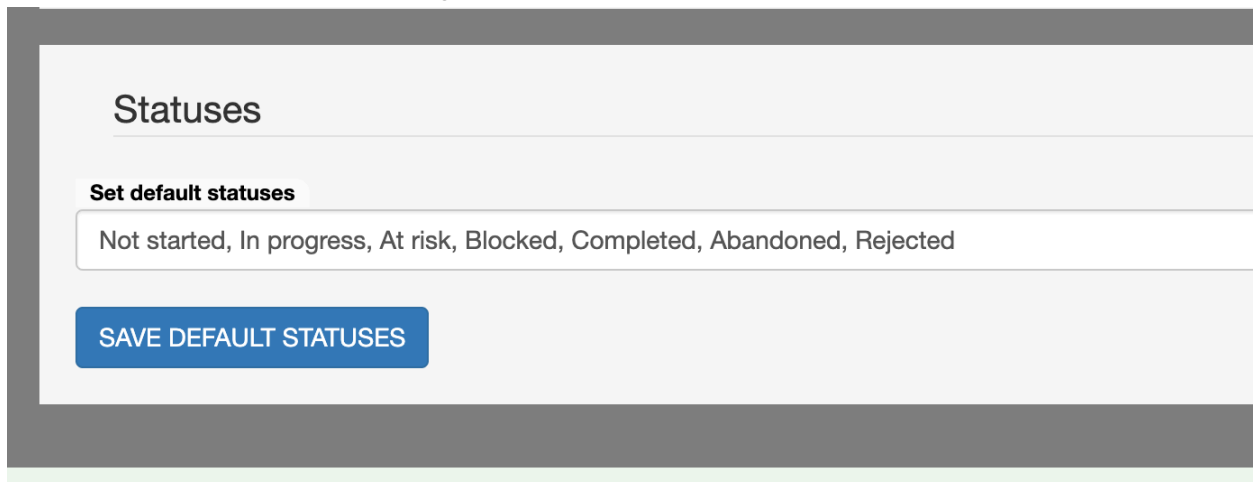 Statuses
Set default statuses
Not started, In progress, At risk, Blocked, Completed, Abandoned, Rejected
SAVE DEFAULT STATUSES